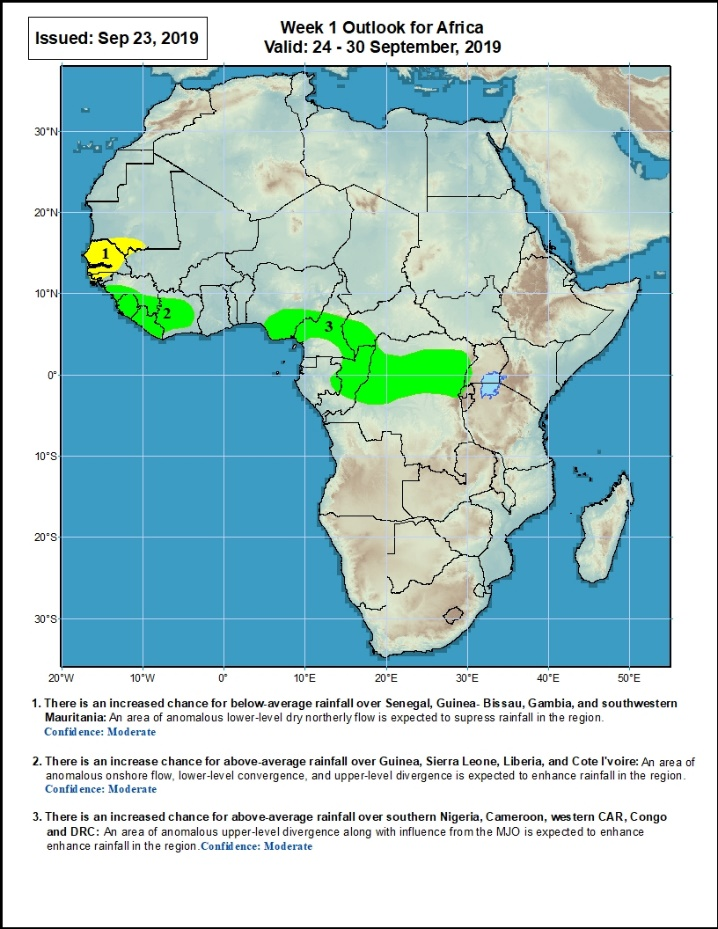 Issued: Sep 23, 2019
Week 1 Outlook for Africa
Valid: 24 - 30 September, 2019
30°N
20°N
10°N
0°
10°S
20°S
30°S
1
2
3
20°W 10°W 0° 10°E 20°E 30°E 40°E 50°E
1. There is an increased chance for below-average rainfall over Senegal, Guinea- Bissau, Gambia, and southwestern
Mauritania: An area of anomalous lower-level dry northerly flow is expected to supress rainfall in the region.
Confidence: Moderate
2. There is an increase chance for above-average rainfall over Guinea, Sierra Leone, Liberia, and Cote I'voire: An area of
anomalous onshore flow, lower-level convergence, and upper-level divergence is expected to enhance rainfall in the region.
Confidence: Moderate
3. There is an increased chance for above-average rainfall over southern Nigeria, Cameroon, western CAR, Congo
and DRC: An area of anomalous upper-level divergence along with influence from the MJO is expected to enhance
enhance rainfall in the region.Confidence: Moderate